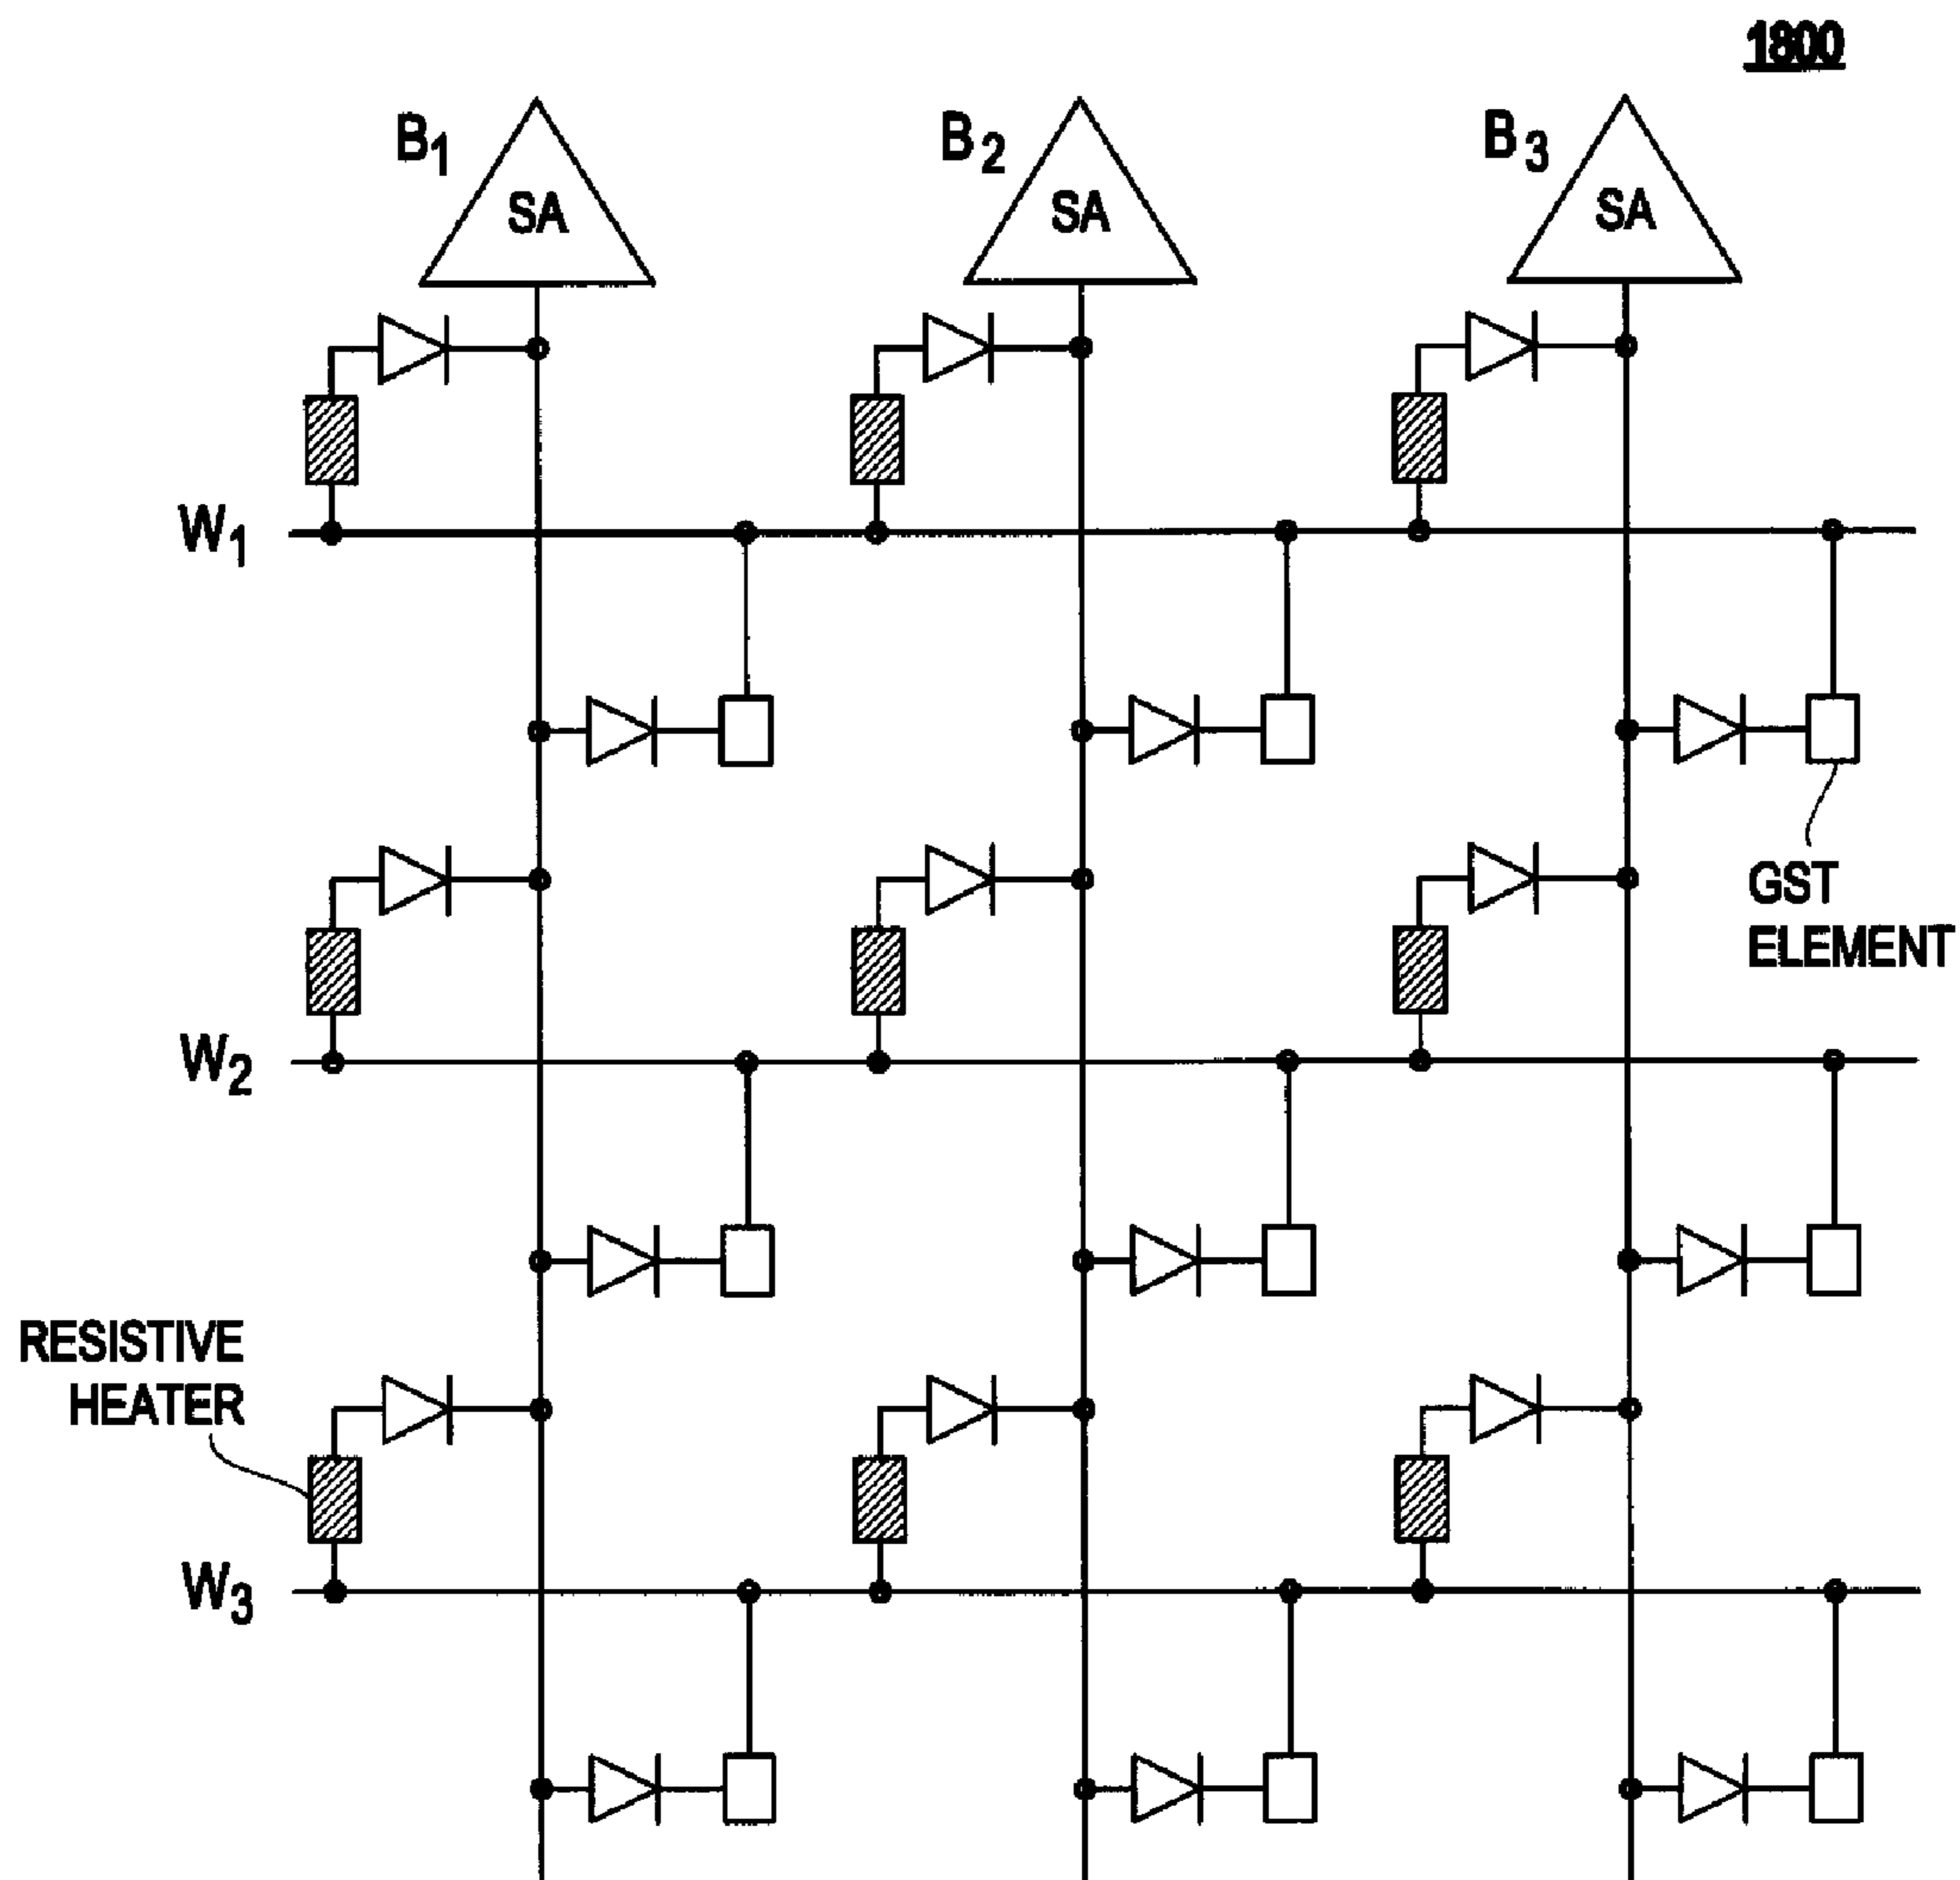 1800
B1
SA
B2
SA
B3
SA
W1
GST
ELEMENT
W2
RESISTIVE
HEATER
W3